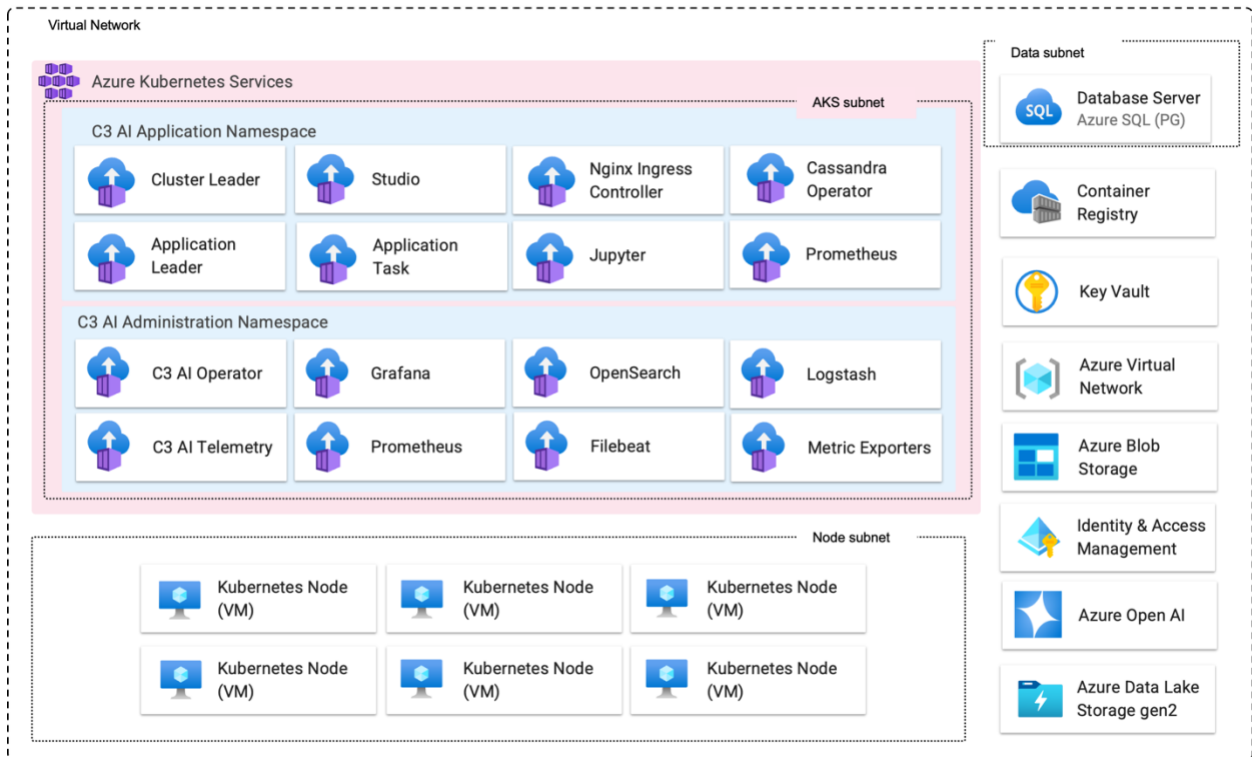 Virtual Network
Azure Kubernetes Services
AKS subnet
C3 AI Application Namespace
Cluster Leader
Studio
Nginx Ingress
Controller
Cassandra
Operator
Application
Leader
Application
Task
Jupyter
Prometheus
C3 AI Administration Namespace
C3 AI Operator
Grafana
OpenSearch
Logstash
C3 AI Telemetry
Prometheus
Filebeat
Metric Exporters
Node subnet
Kubernetes Node
(VM)
Kubernetes Node
(VM)
Kubernetes Node
(VM)
Kubernetes Node
(VM)
Kubernetes Node
(VM)
Kubernetes Node
(VM)
Data subnet
SQL
Database Server
Azure SQL (PG)
Container
Registry
Key Vault
Azure Virtual
Network
Azure Blob
Storage
Identity & Access
Management
Azure Open AI
Azure Data Lake
Storage gen2